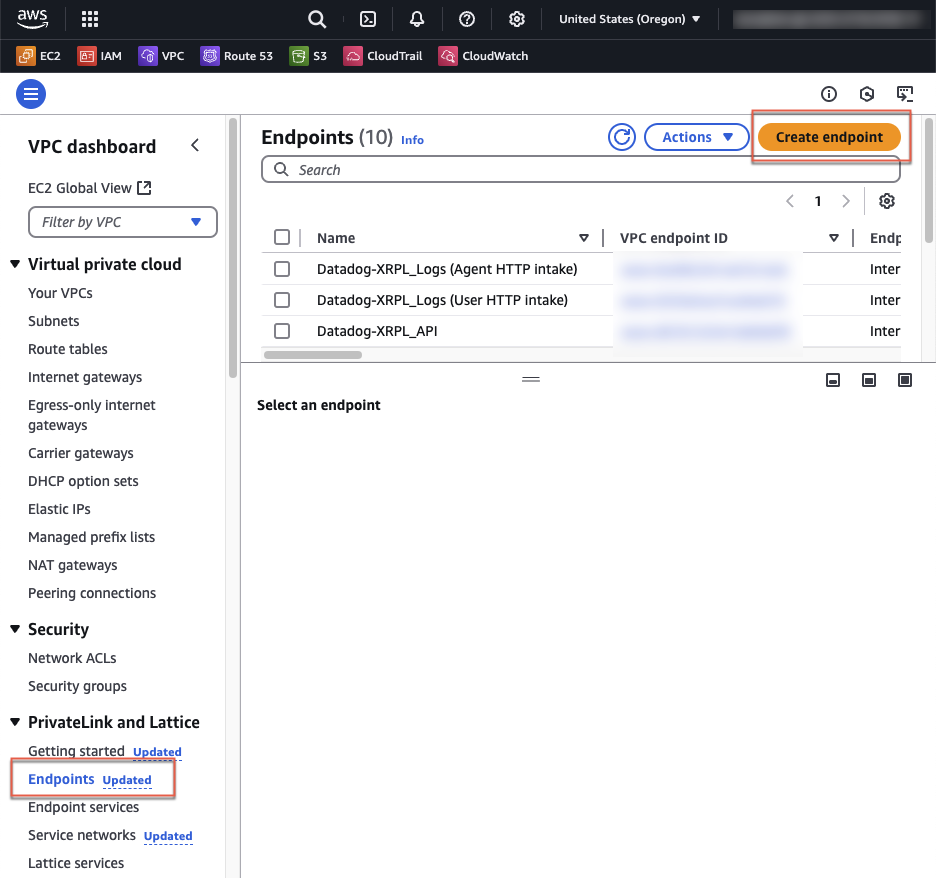 aws
United States (Oregon)
EC2 IAM VPC Route 53 S3 CloudTrail CloudWatch
VPC dashboard
EC2 Global View
Filter by VPC
Virtual private cloud
Your VPCs
Subnets
Route tables
Internet gateways
Egress-only internet
gateways
Carrier gateways
DHCP option sets
Elastic IPs
Managed prefix lists
NAT gateways
Peering connections
Security
Network ACLs
Security groups
PrivateLink and Lattice
Getting started Updated
Endpoints Updated
Endpoint services
Service networks Updated
Lattice services
Endpoints (10) Info
Actions
Create endpoint
Search
1
Name VPC endpoint ID Endp
Datadog-XRPL_Logs (Agent HTTP intake) Inter
Datadog-XRPL_Logs (User HTTP intake) Inter
Datadog-XRPL_API Inter
Select an endpoint